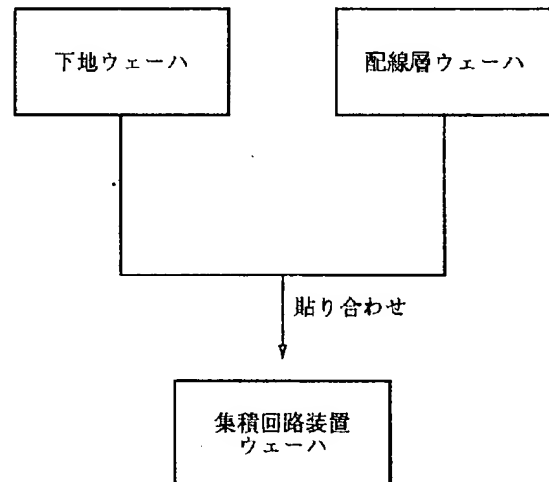 下地ウェーハ
配線層ウェーハ
貼り合わせ
集積回路装置
ウェーハ